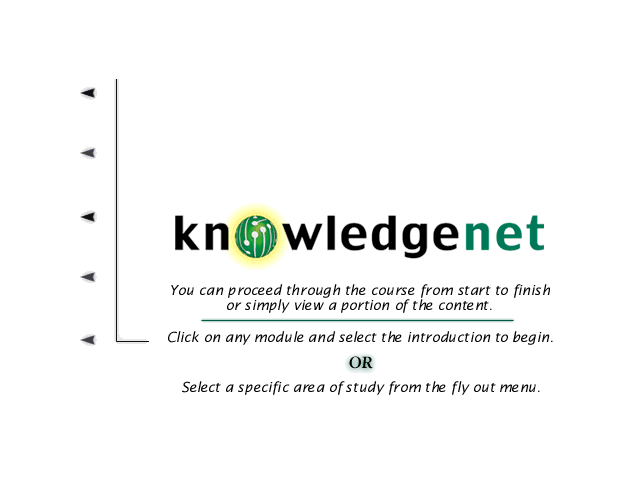 knowledgenet
You can proceed through the course from start to finish
or simply view a portion of the content.
Click on any module and select the introduction to begin.
OR
Select a specific area of study from the fly out menu.